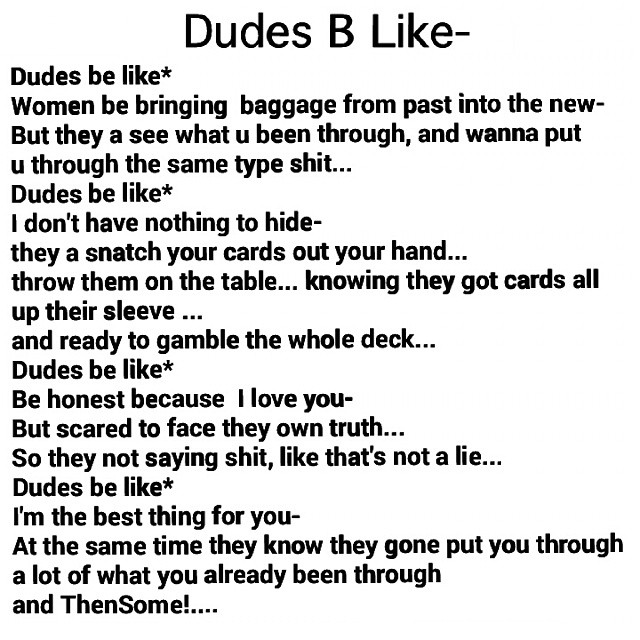 Dudes B Like-
Dudes be like*
Women be bringing  baggage from past into the new-
But they a see what u been through, and wanna put
u through the same type shit...
Dudes be like*
I don't have nothing to hide-
they a snatch your cards out your hand...
throw them on the table... knowing they got cards all
up their sleeve ...
and ready to gamble the whole deck...
Dudes be like*
Be honest because  I love you-
But scared to face they own truth...
So they not saying shit, like that's not a lie...
Dudes be like*
I'm the best thing for you-
At the same time they know they gone put you through
a lot of what you already been through
and ThenSome!....